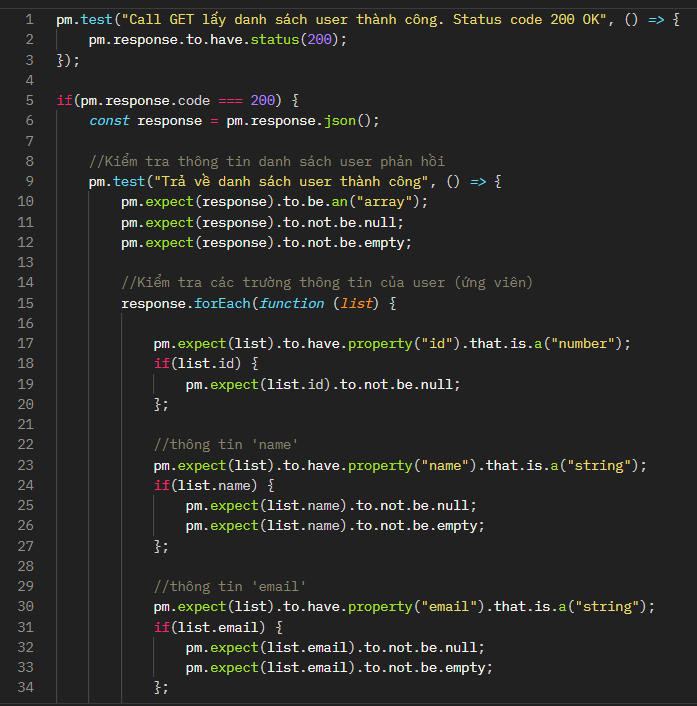 1 pm.test("Call GET lấy danh sách user thành công. Status code 200 OK", () => {
2 pm.response.to.have.status(200);
3 });
4
5 if(pm.response.code === 200) {
6 const response = pm.response.json();
7
8 //Kiểm tra thông tin danh sách user phản hồi
9 pm.test("Trả về danh sách user thành công", () => {
10 pm.expect(response).to.be.an("array");
11 pm.expect(response).to.not.be.null;
12 pm.expect(response).to.not.be.empty;
13
14 //Kiểm tra các trường thông tin của user (ứng viên)
15 response.forEach(function (list) {
16
17 pm.expect(list).to.have.property("id").that.is.a("number");
18 if(list.id) {
19 pm.expect(list.id).to.not.be.null;
20 };
21
22 //thông tin 'name'
23 pm.expect(list).to.have.property("name").that.is.a("string");
24 if(list.name) {
25 pm.expect(list.name).to.not.be.null;
26 pm.expect(list.name).to.not.be.empty;
27 };
28
29 //thông tin 'email'
30 pm.expect(list).to.have.property("email").that.is.a("string");
31 if(list.email) {
32 pm.expect(list.email).to.not.be.null;
33 pm.expect(list.email).to.not.be.empty;
34 };